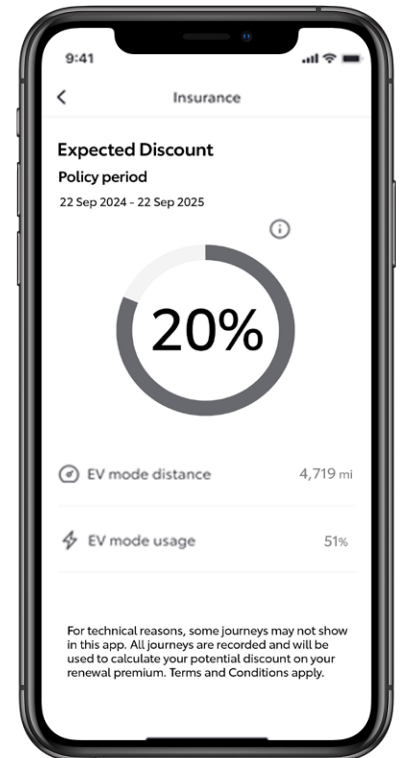 9:41
Insurance
Expected Discount
Policy period
22 Sep 2024 - 22 Sep 2025
20%
EV mode distance 4,719 mi
EV mode usage 51%
For technical reasons, some journeys may not show
in this app. All journeys are recorded and will be
used to calculate your potential discount on your
renewal premium. Terms and Conditions apply.